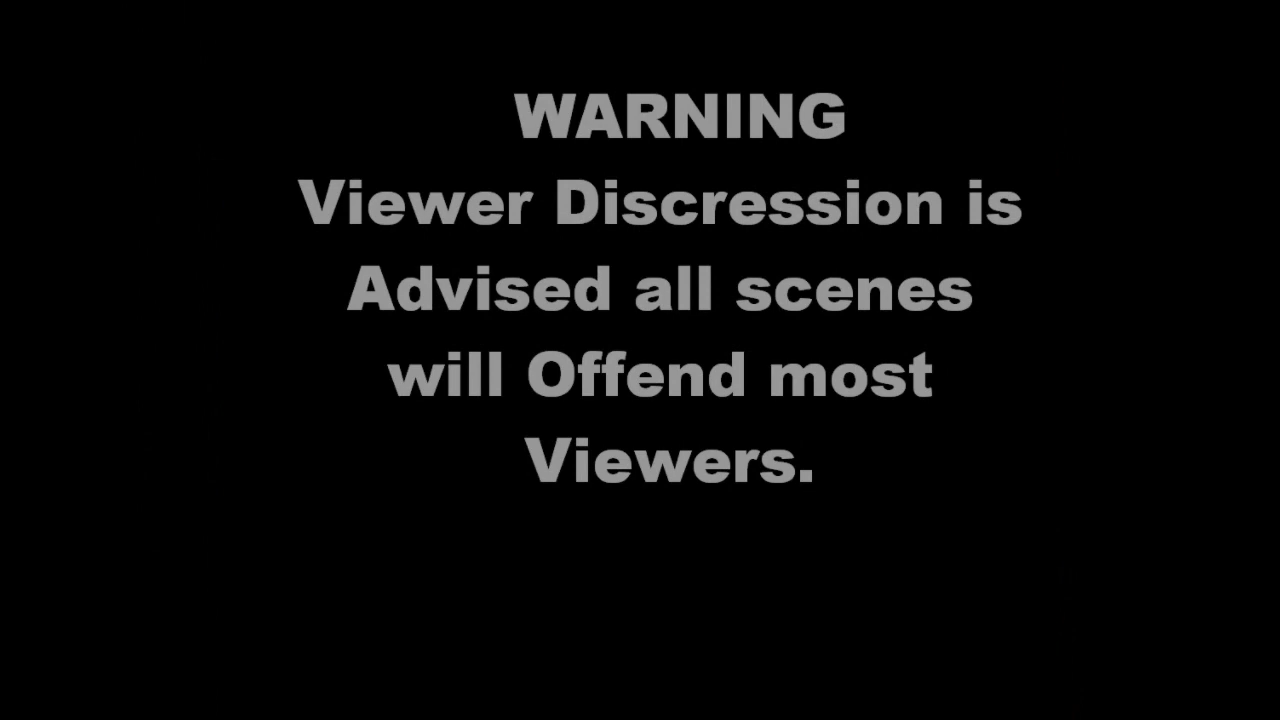 WARNING
Viewer Discression is
Advised all scenes
will Offend most
Viewers.